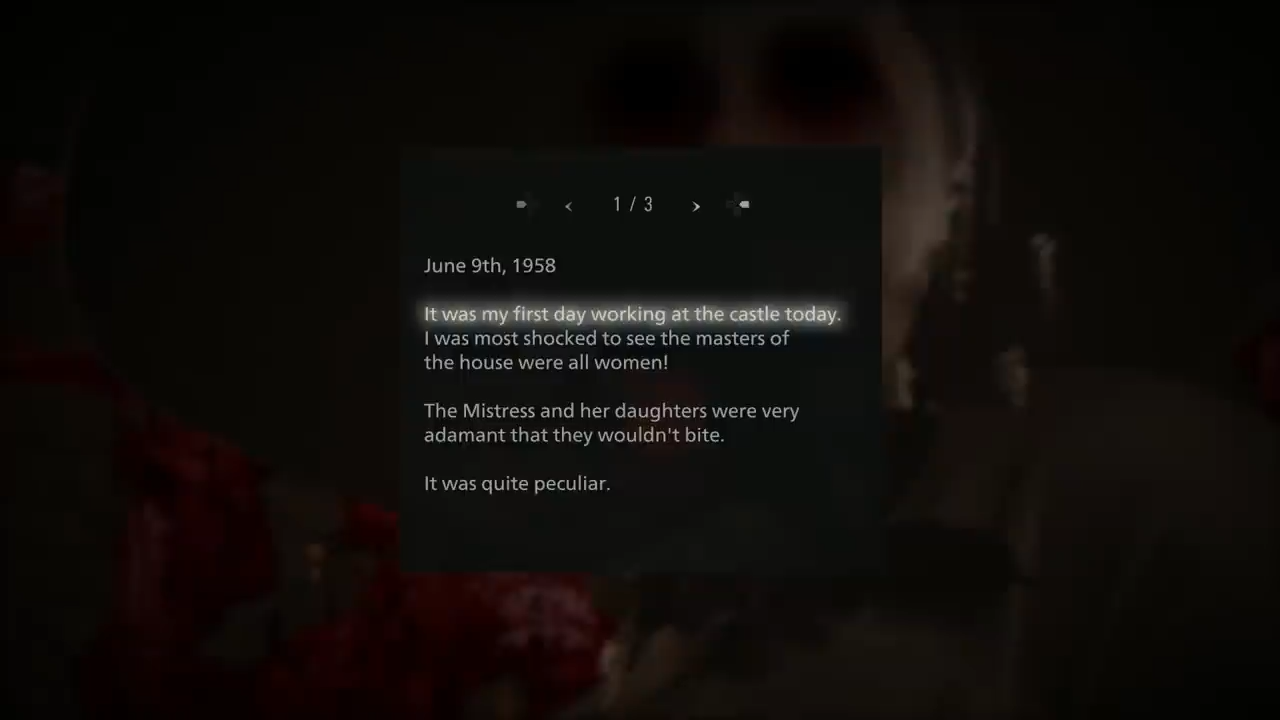 1 / 3
June 9th, 1958
It was my first day working at the castle today.
I was most shocked to see the masters of
the house were all women!
The Mistress and her daughters were very
adamant that they wouldn't bite.
It was quite peculiar.